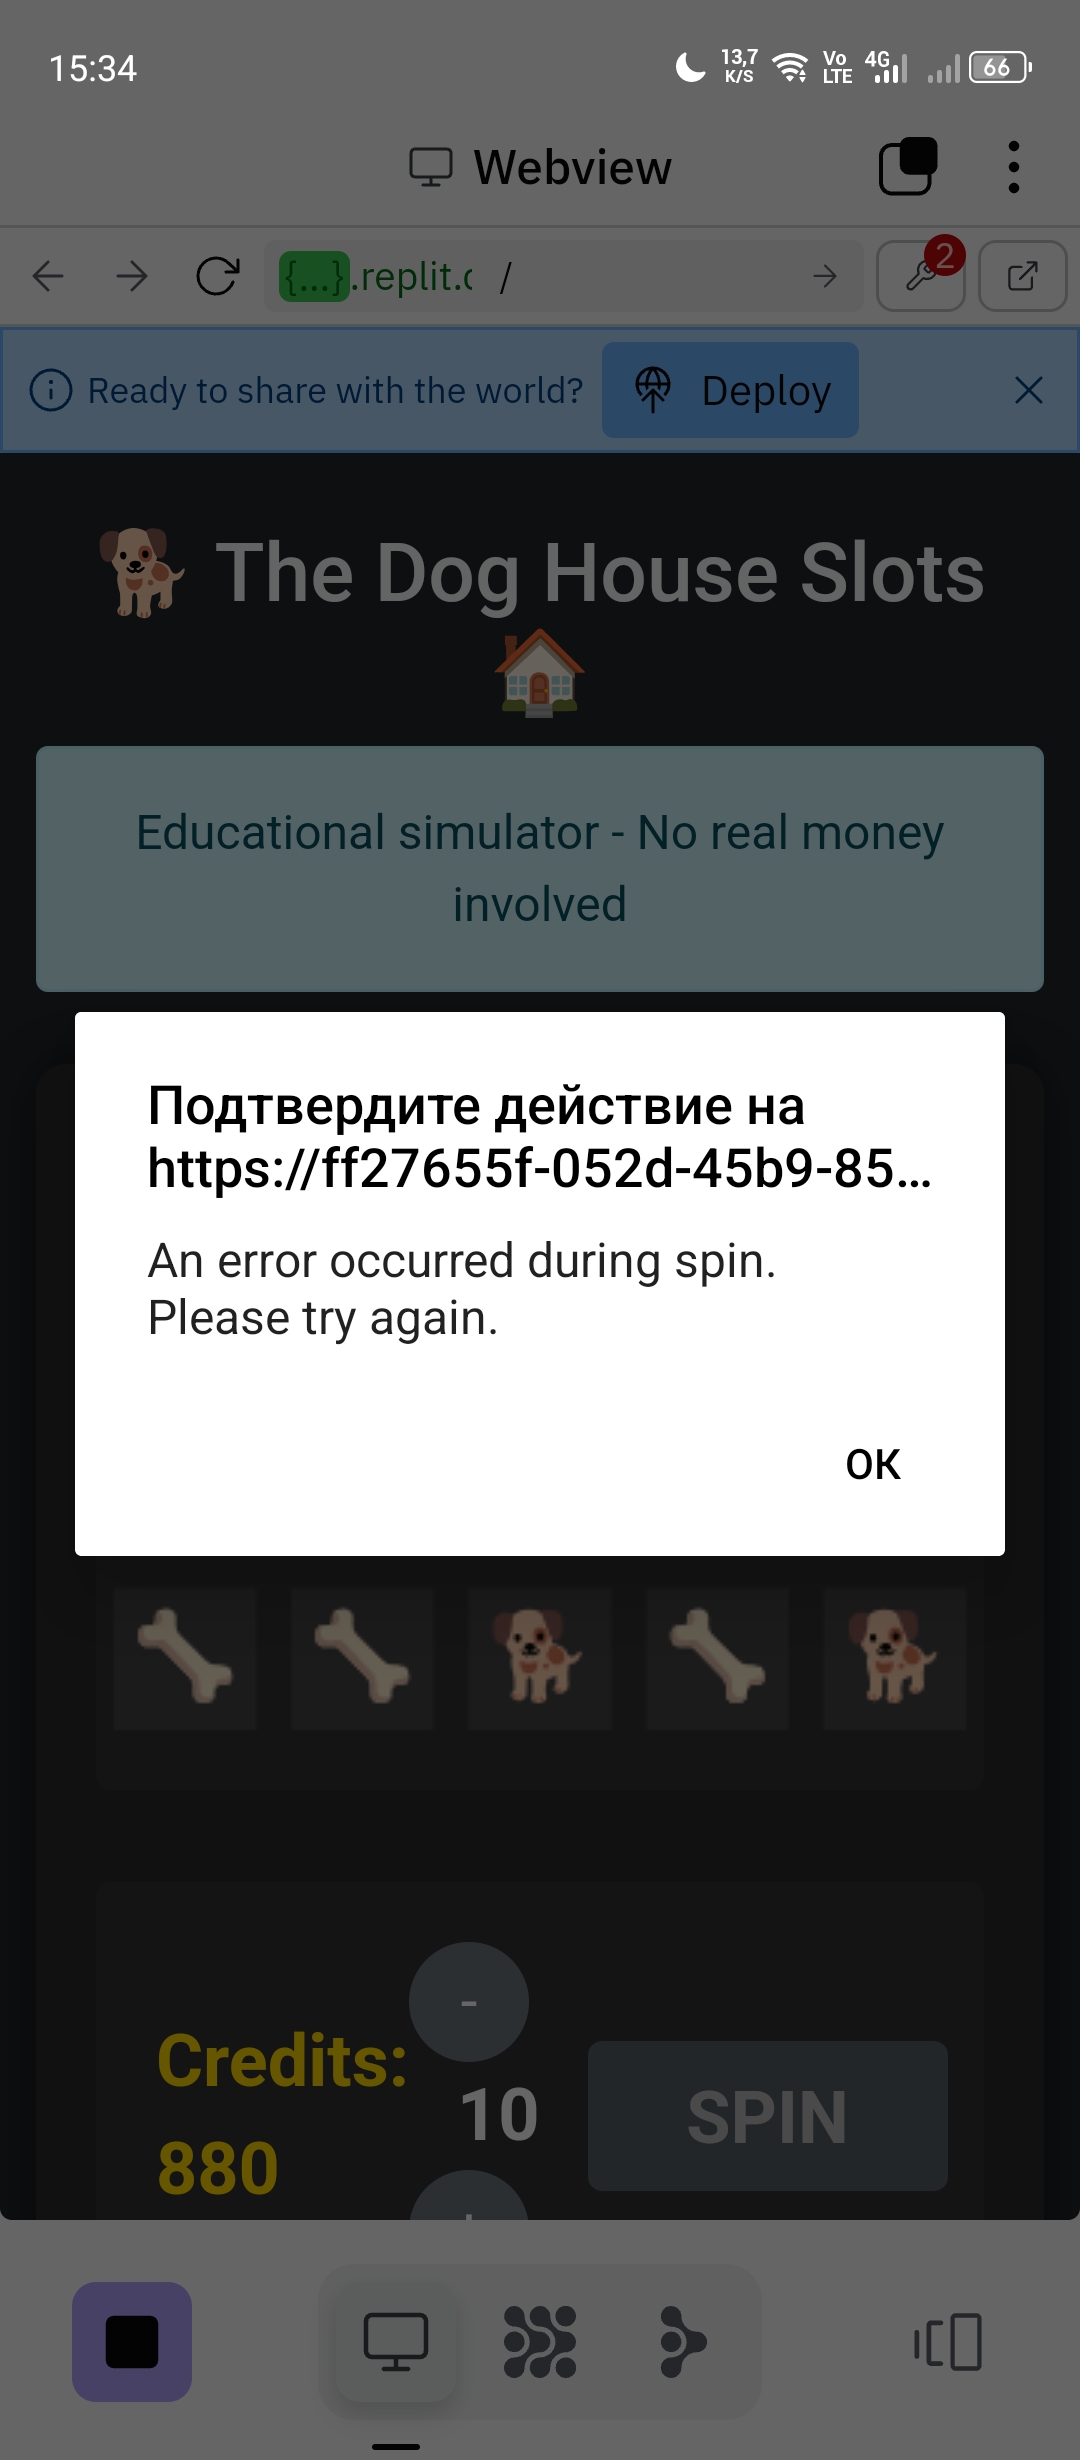 15:34
13,7
K/S
Vo
LTE
4G
66
Webview
{...}.replit.c /
2
Ready to share with the world?
Deploy
The Dog House Slots
Educational simulator - No real money
involved
Подтвердите действие на
https://ff27655f-052d-45b9-85...
An error occurred during spin.
Please try again.
ОК
-
Credits:
10
SPIN
880